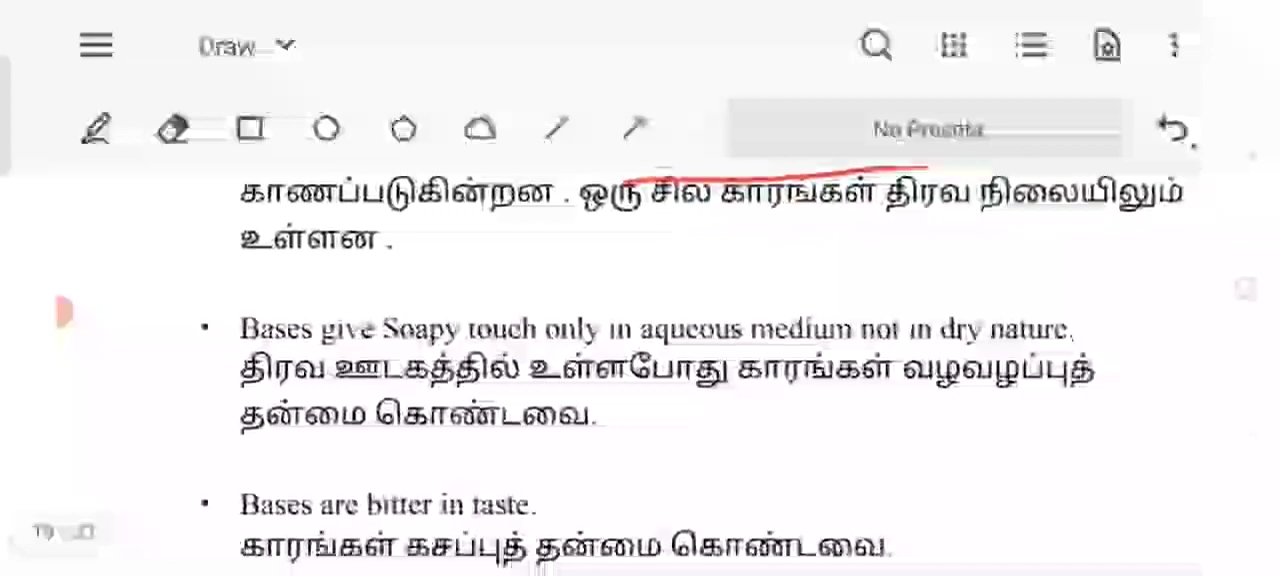 Draw
No Presets
காணப்படுகின்றன . ஒரு சில காரங்கள் திரவ நிலையிலும்
உள்ளன .
• Bases give Soapy touch only in aqueous medium not in dry nature.
திரவ ஊடகத்தில் உள்ளபோது காரங்கள் வழவழப்புத்
தன்மை கொண்டவை.
• Bases are bitter in taste.
காரங்கள் கசப்புத் தன்மை கொண்டவை.